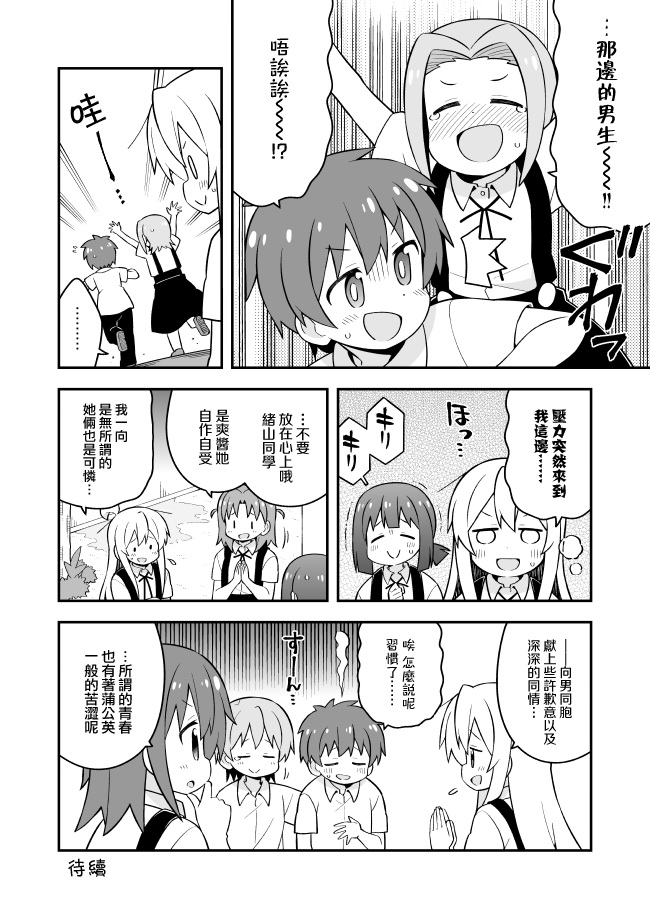 …那邊的男生～～～!!
唔誒誒
～～～!?
ぐわっ
哇
———…
………
壓力突然來到
我這邊……
ほっ…
キリ
キリ
…不要
放在心上哦
緒山同學
是爽醬她
自作自受
我一向
是無所謂的
她倆也是可憐…
——向男同胞
獻上些許歉意以及
深深的同情…
唉 怎麼說呢
習慣了……
すーん…
…所謂的青春
也有著蒲公英
一般的苦澀呢
待續